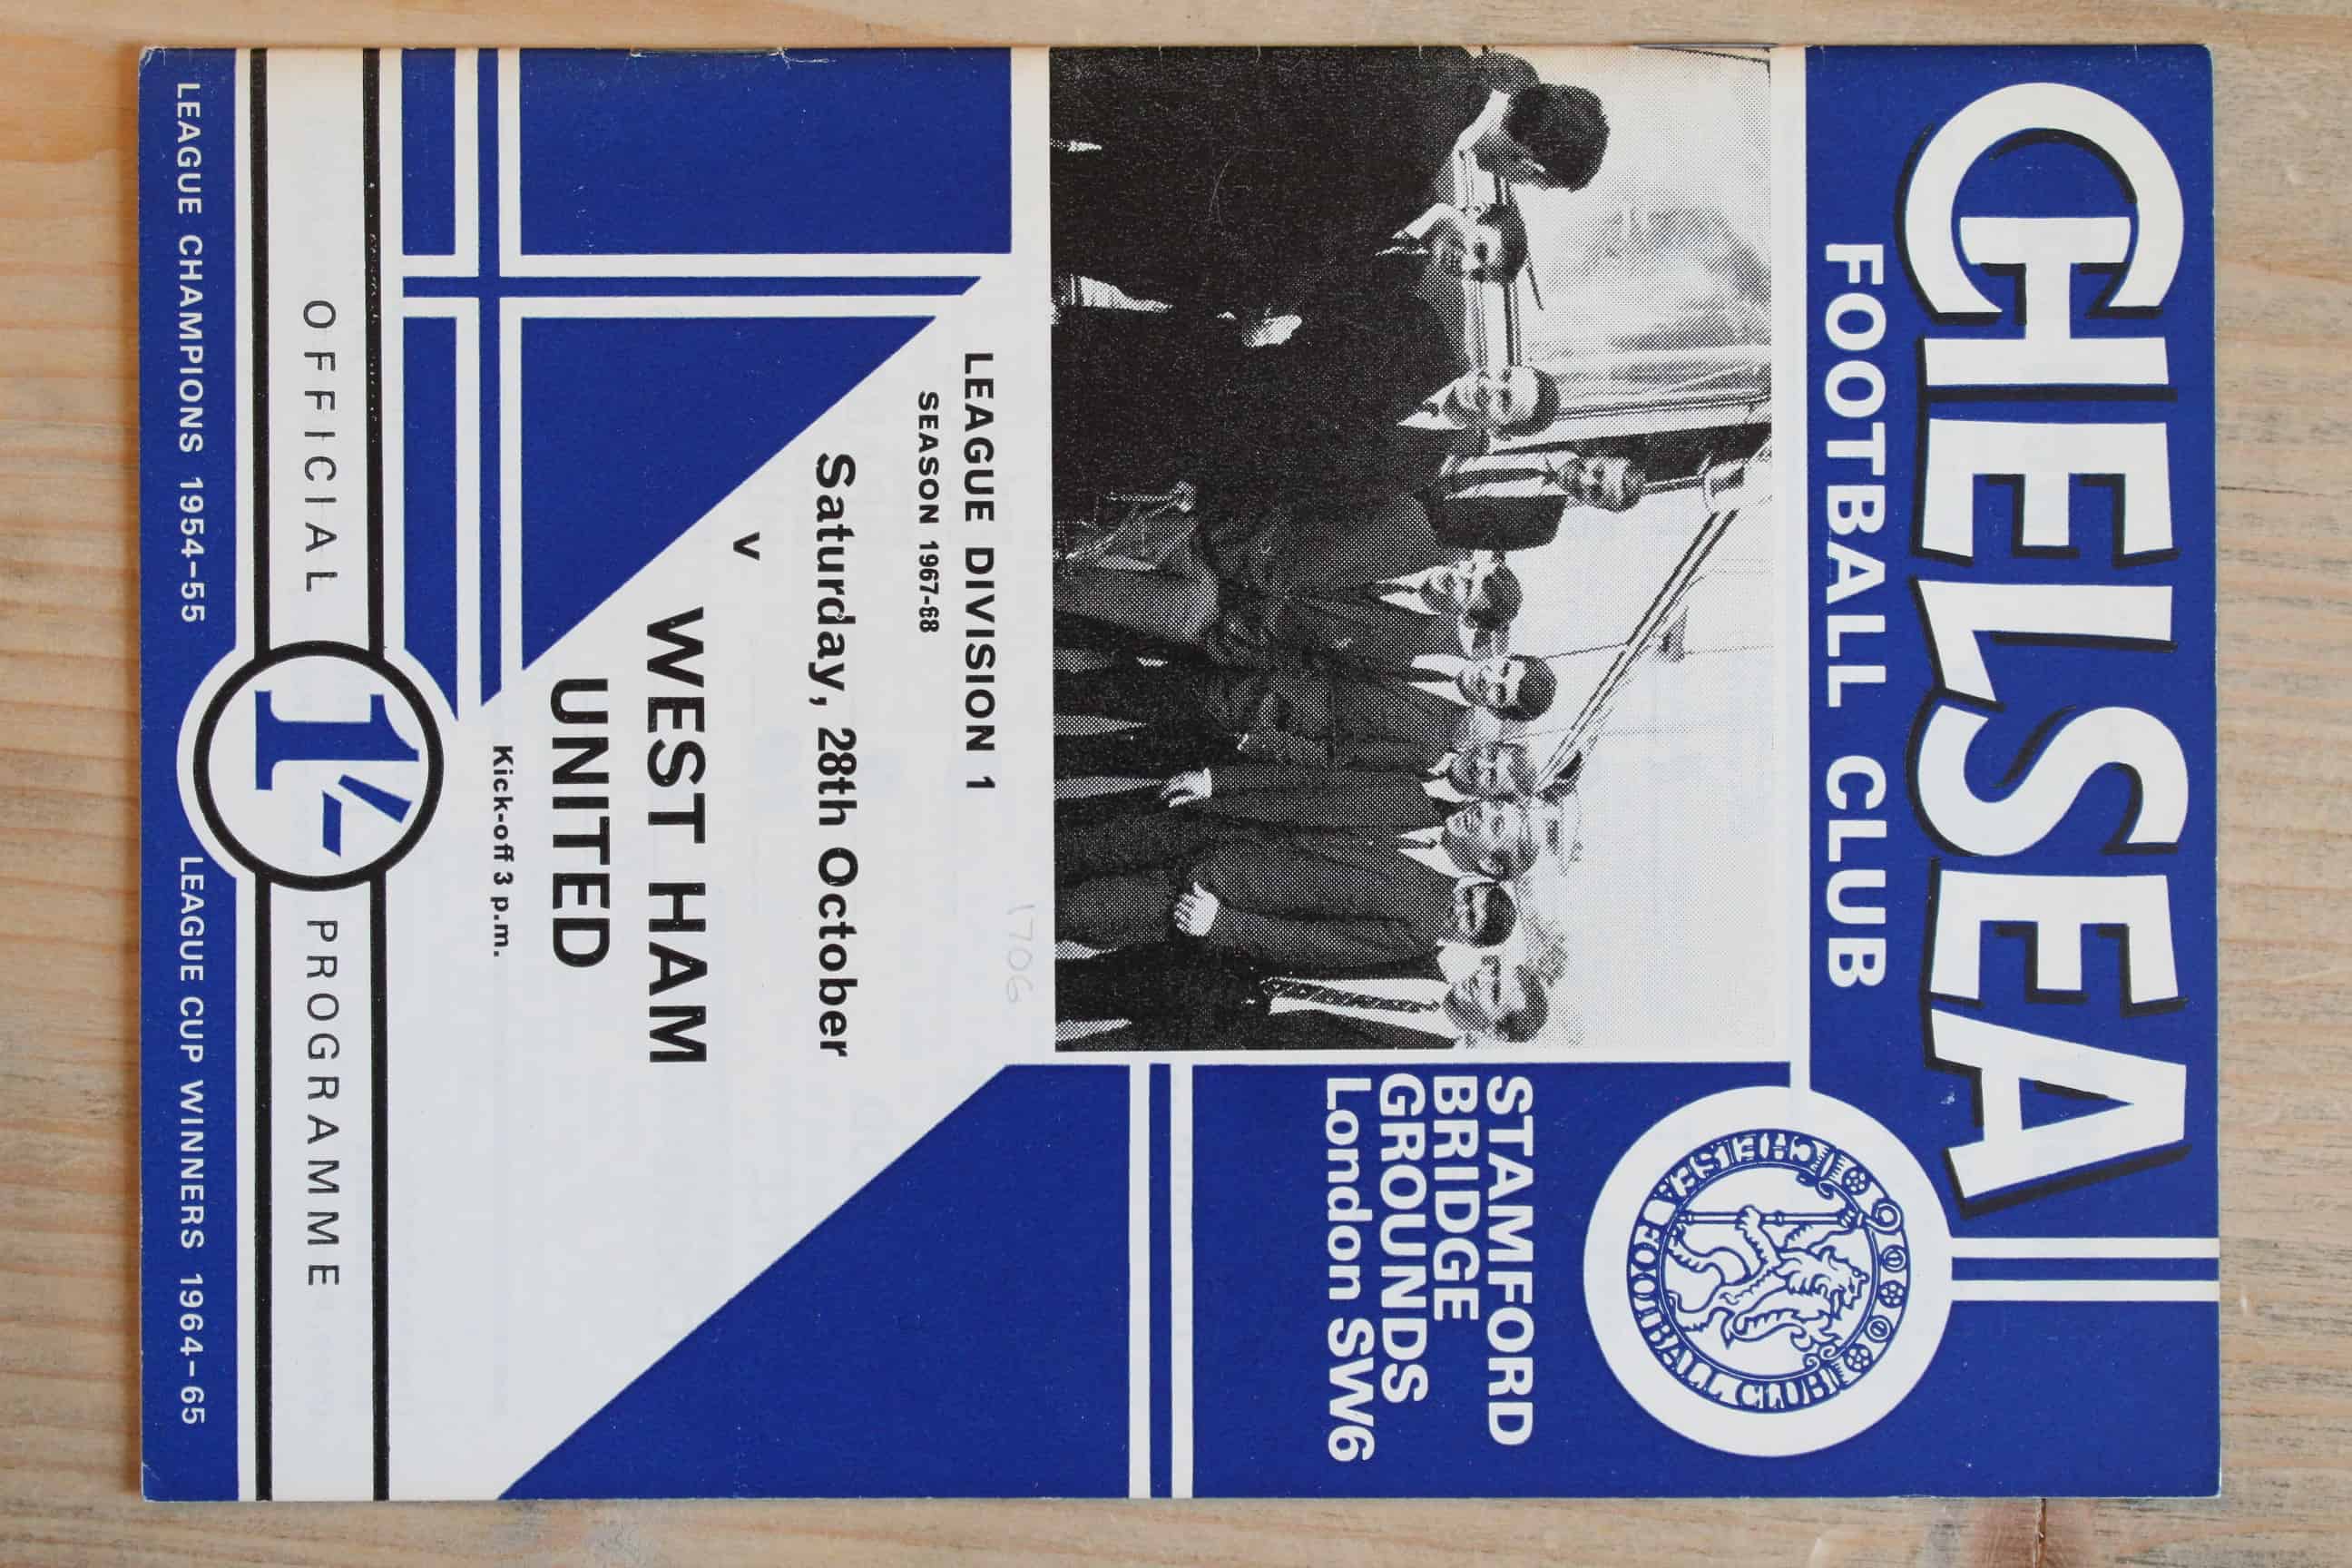 CHELSEA
FOOTBALL CLUB
CHELSEA FOOTBALL CLUB
STAMFORD
BRIDGE
GROUNDS
London SW6
1706
LEAGUE DIVISION 1
SEASON 1967-68
Saturday, 28th October
v
WEST HAM
UNITED
Kick-off 3 p.m.
OFFICIAL 1/- PROGRAMME
LEAGUE CHAMPIONS 1954-55 LEAGUE CUP WINNERS 1964-65